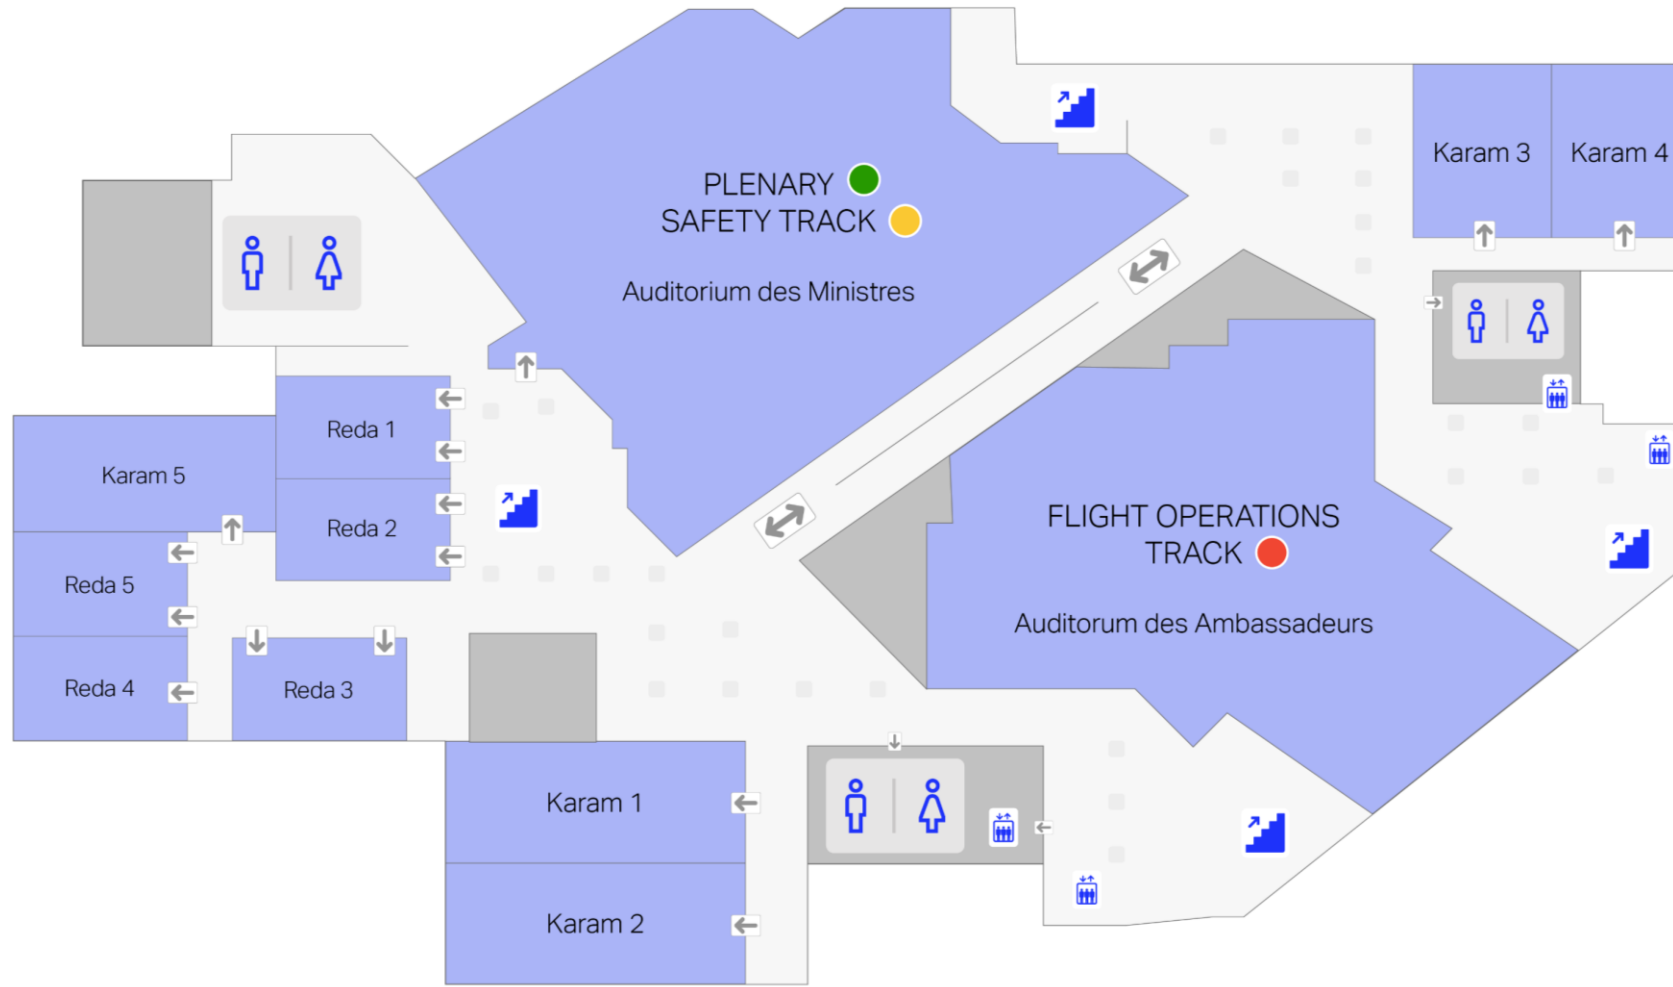 PLENARY
SAFETY TRACK
Auditorium des Ministres
Karam 3
Karam 4
Reda 1
Karam 5
Reda 2
FLIGHT OPERATIONS
TRACK
Auditorum des Ambassadeurs
Reda 5
Reda 4
Reda 3
Karam 1
Karam 2